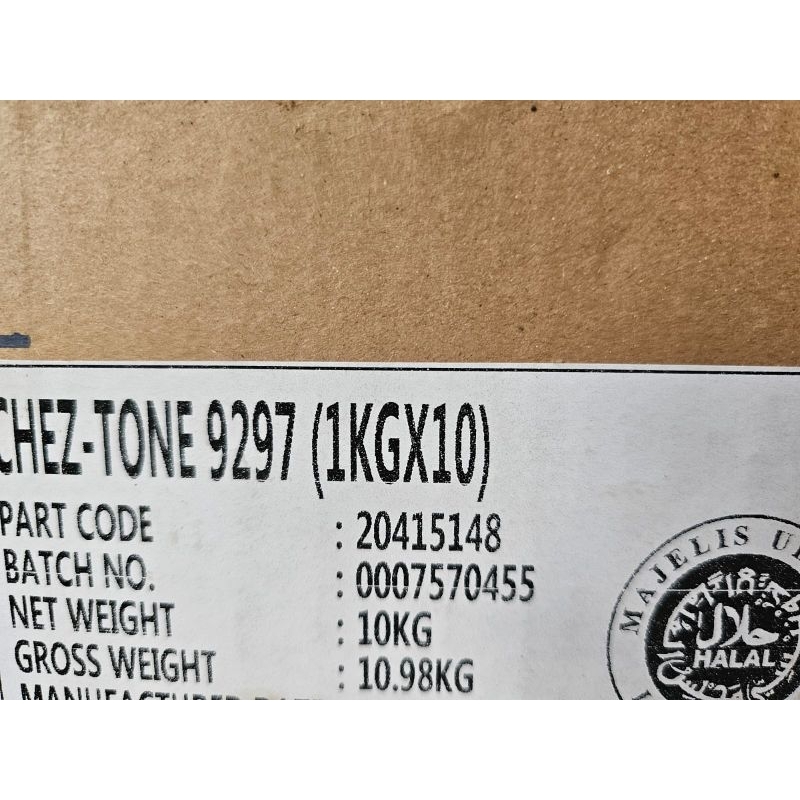 CHEZ-TONE 9297 (1KGX10)
PART CODE : 20415148
BATCH NO. : 0007570455
NET WEIGHT : 10KG
GROSS WEIGHT : 10.98KG
MAJELIS
حلال
HALAL